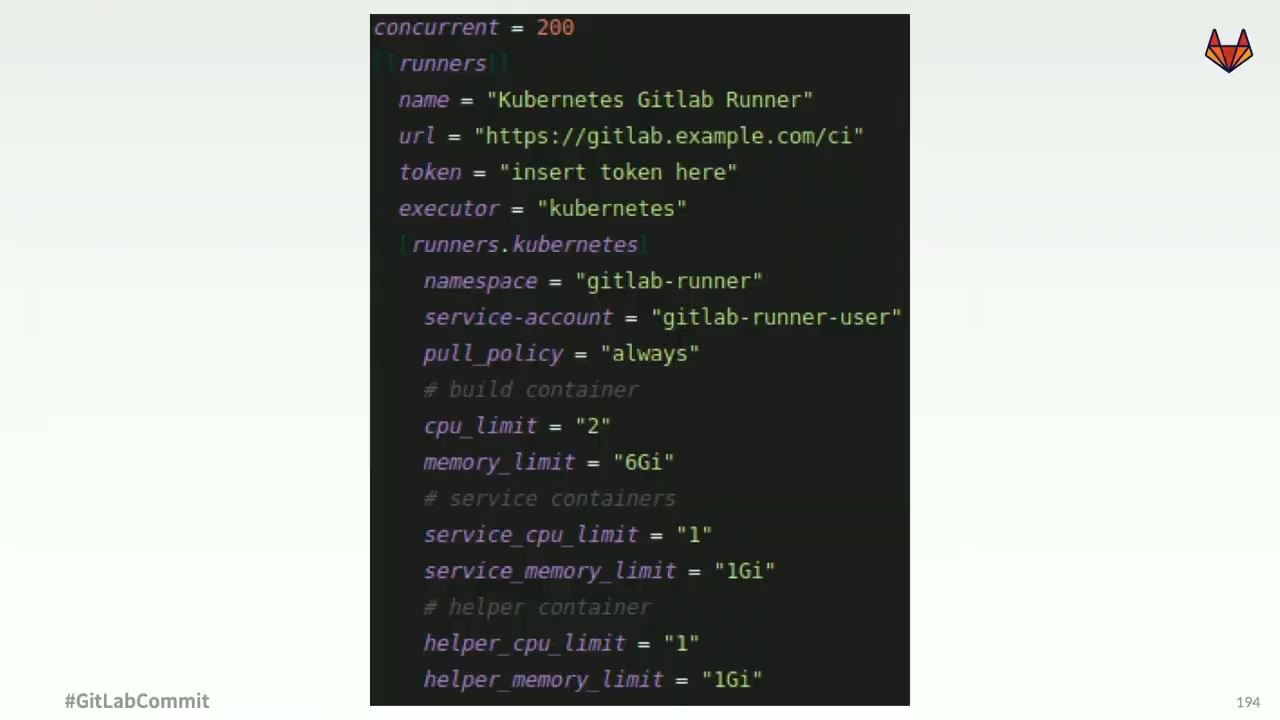 concurrent = 200
[[runners]]
name = "Kubernetes Gitlab Runner"
url = "https://gitlab.example.com/ci"
token = "insert token here"
executor = "kubernetes"
[runners.kubernetes]
namespace = "gitlab-runner"
service-account = "gitlab-runner-user"
pull_policy = "always"
# build container
cpu_limit = "2"
memory_limit = "6Gi"
# service containers
service_cpu_limit = "1"
service_memory_limit = "1Gi"
# helper container
helper_cpu_limit = "1"
helper_memory_limit = "1Gi"
#GitLabCommit
194